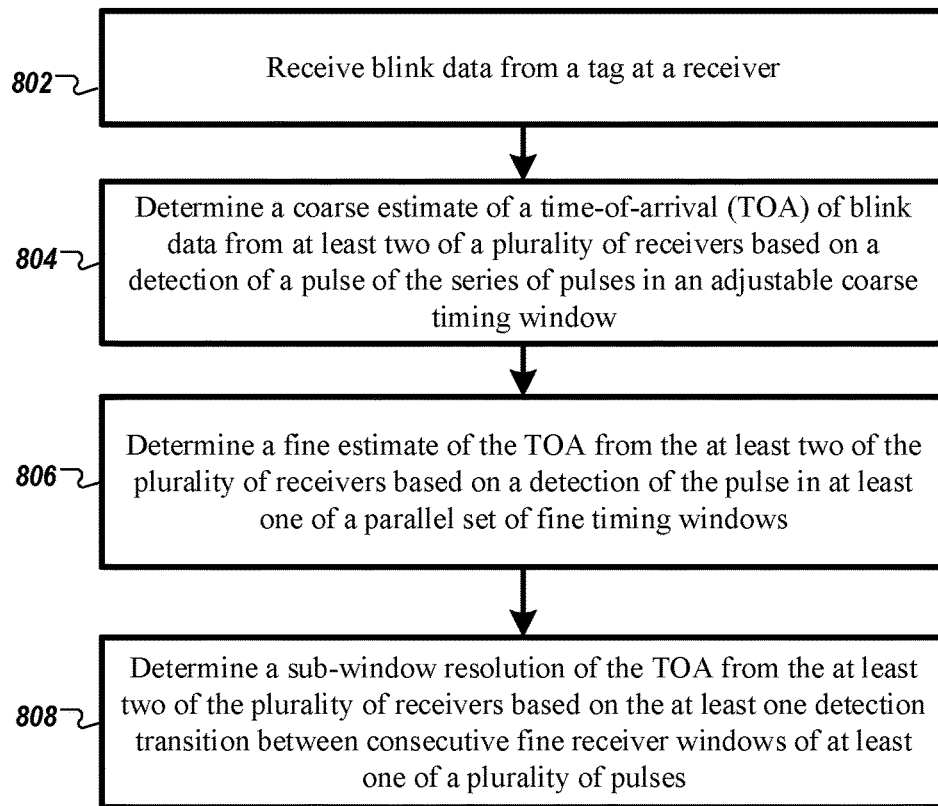 802
Receive blink data from a tag at a receiver
804
Determine a coarse estimate of a time-of-arrival (TOA) of blink
data from at least two of a plurality of receivers based on a
detection of a pulse of the series of pulses in an adjustable coarse
timing window
806
Determine a fine estimate of the TOA from the at least two of the
plurality of receivers based on a detection of the pulse in at least
one of a parallel set of fine timing windows
808
Determine a sub-window resolution of the TOA from the at least
two of the plurality of receivers based on the at least one detection
transition between consecutive fine receiver windows of at least
one of a plurality of pulses